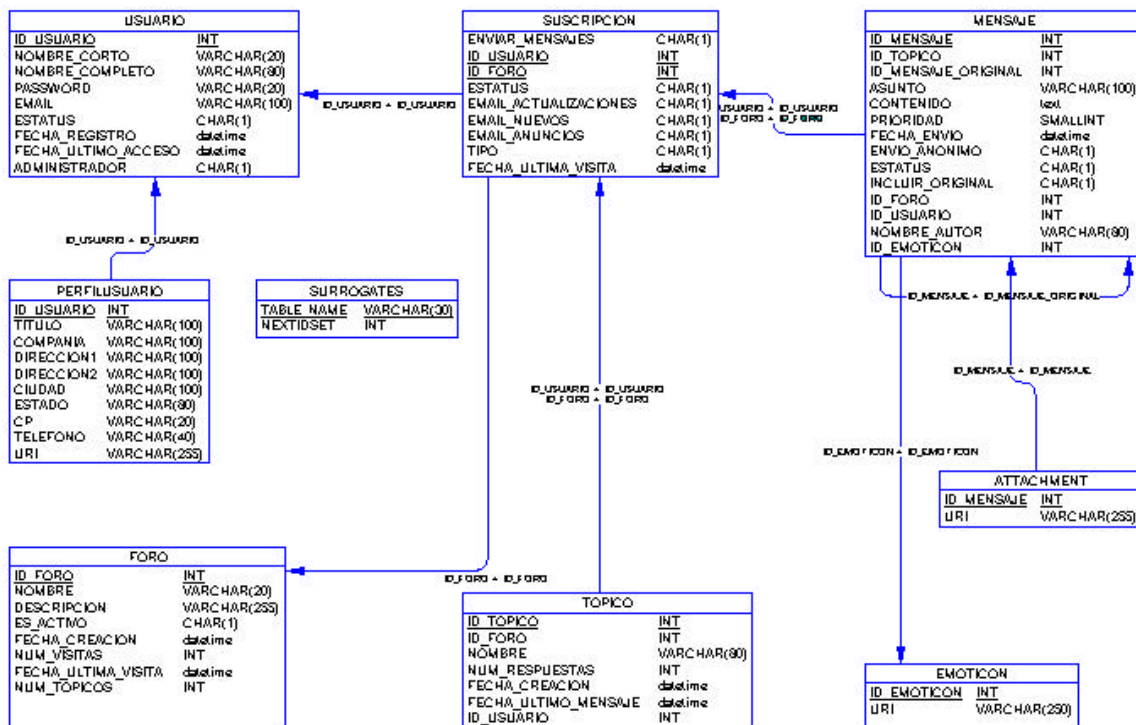 USUARIO
ID_USUARIO INT
NOMBRE_CORTO VARCHAR(20)
NOMBRE_COMPLETO VARCHAR(80)
PASSWORD VARCHAR(20)
EMAIL VARCHAR(100)
ESTATUS CHAR(1)
FECHA_REGISTRO datetime
FECHA_ULTIMO_ACCESO datetime
ADMINISTRADOR CHAR(1)
SUSCRIPCION
ENVIAR_MENSAJES CHAR(1)
ID_USUARIO INT
ID_FORO INT
ESTATUS CHAR(1)
EMAIL_ACTUALIZACIONES CHAR(1)
EMAIL_NUEVOS CHAR(1)
EMAIL_ANUNCIOS CHAR(1)
TIPO CHAR(1)
FECHA_ULTIMA_VISITA datetime
MENSAJE
ID_MENSAJE INT
ID_TOPICO INT
ID_MENSAJE_ORIGINAL INT
ASUNTO VARCHAR(100)
CONTENIDO text
PRIORIDAD SMALLINT
FECHA_ENVIO datetime
ENVIO_ANONIMO CHAR(1)
ESTATUS CHAR(1)
INCLUIR_ORIGINAL CHAR(1)
ID_FORO INT
ID_USUARIO INT
NOMBRE_AUTOR VARCHAR(80)
ID_EMOTICON INT
ID_USUARIO = ID_USUARIO
USUARIO = ID_USUARIO
ID_FORO = ID_FORO
ID_USUARIO = ID_USUARIO
ID_MENSAJE = ID_MENSAJE_ORIGINAL
PERFILUSUARIO
ID_USUARIO INT
TITULO VARCHAR(100)
COMPANIA VARCHAR(100)
DIRECCION1 VARCHAR(100)
DIRECCION2 VARCHAR(100)
CIUDAD VARCHAR(100)
ESTADO VARCHAR(80)
CP VARCHAR(20)
TELEFONO VARCHAR(40)
URI VARCHAR(255)
SURROGATES
TABLE_NAME VARCHAR(30)
NEXTIDSET INT
ID_USUARIO = ID_USUARIO
ID_FORO = ID_FORO
ID_MENSAJE = ID_MENSAJE
ID_EMOTICON = ID_EMOTICON
ATTACHMENT
ID_MENSAJE INT
URI VARCHAR(255)
FORO
ID_FORO INT
NOMBRE VARCHAR(20)
DESCRIPCION VARCHAR(255)
ES_ACTIVO CHAR(1)
FECHA_CREACION datetime
NUM_VISITAS INT
FECHA_ULTIMA_VISITA datetime
NUM_TOPICOS INT
ID_FORO = ID_FORO
TOPICO
ID_TOPICO INT
ID_FORO INT
NOMBRE VARCHAR(80)
NUM_RESPUESTAS INT
FECHA_CREACION datetime
FECHA_ULTIMO_MENSAJE datetime
ID_USUARIO INT
EMOTICON
ID_EMOTICON INT
URI VARCHAR(250)